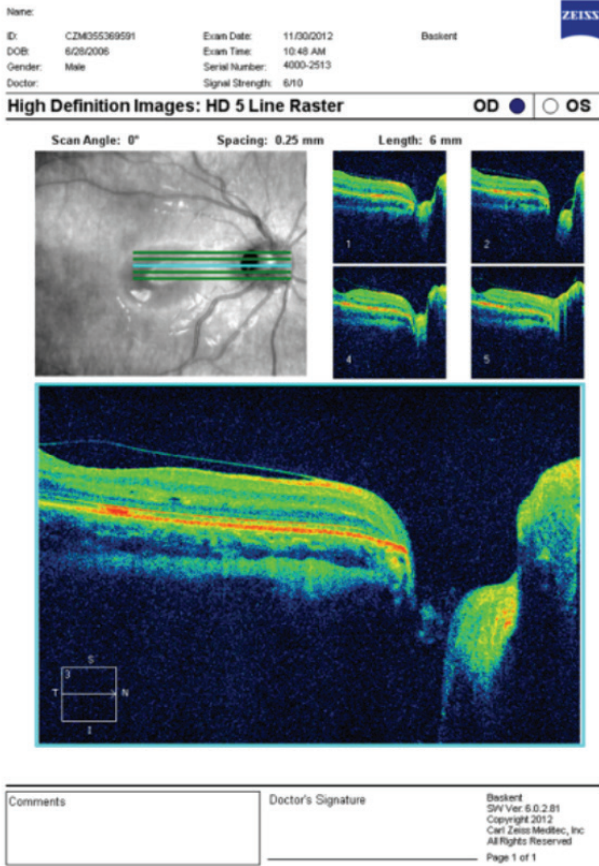 Name:
ZEISS
ID: CZMI355369591 Exam Date: 11/30/2012 Baskent
DOB: 6/28/2006 Exam Time: 10:48 AM
Gender: Male Serial Number: 4000-2513
Doctor: Signal Strength: 6/10
High Definition Images: HD 5 Line Raster OD OS
Scan Angle: 0° Spacing: 0.25 mm Length: 6 mm
1 2
4 5
S
3
T N
I
Comments Doctor's Signature Baskent
SW Ver: 6.0.2.81
Copyright 2012
Carl Zeiss Meditec, Inc
All Rights Reserved
Page 1 of 1